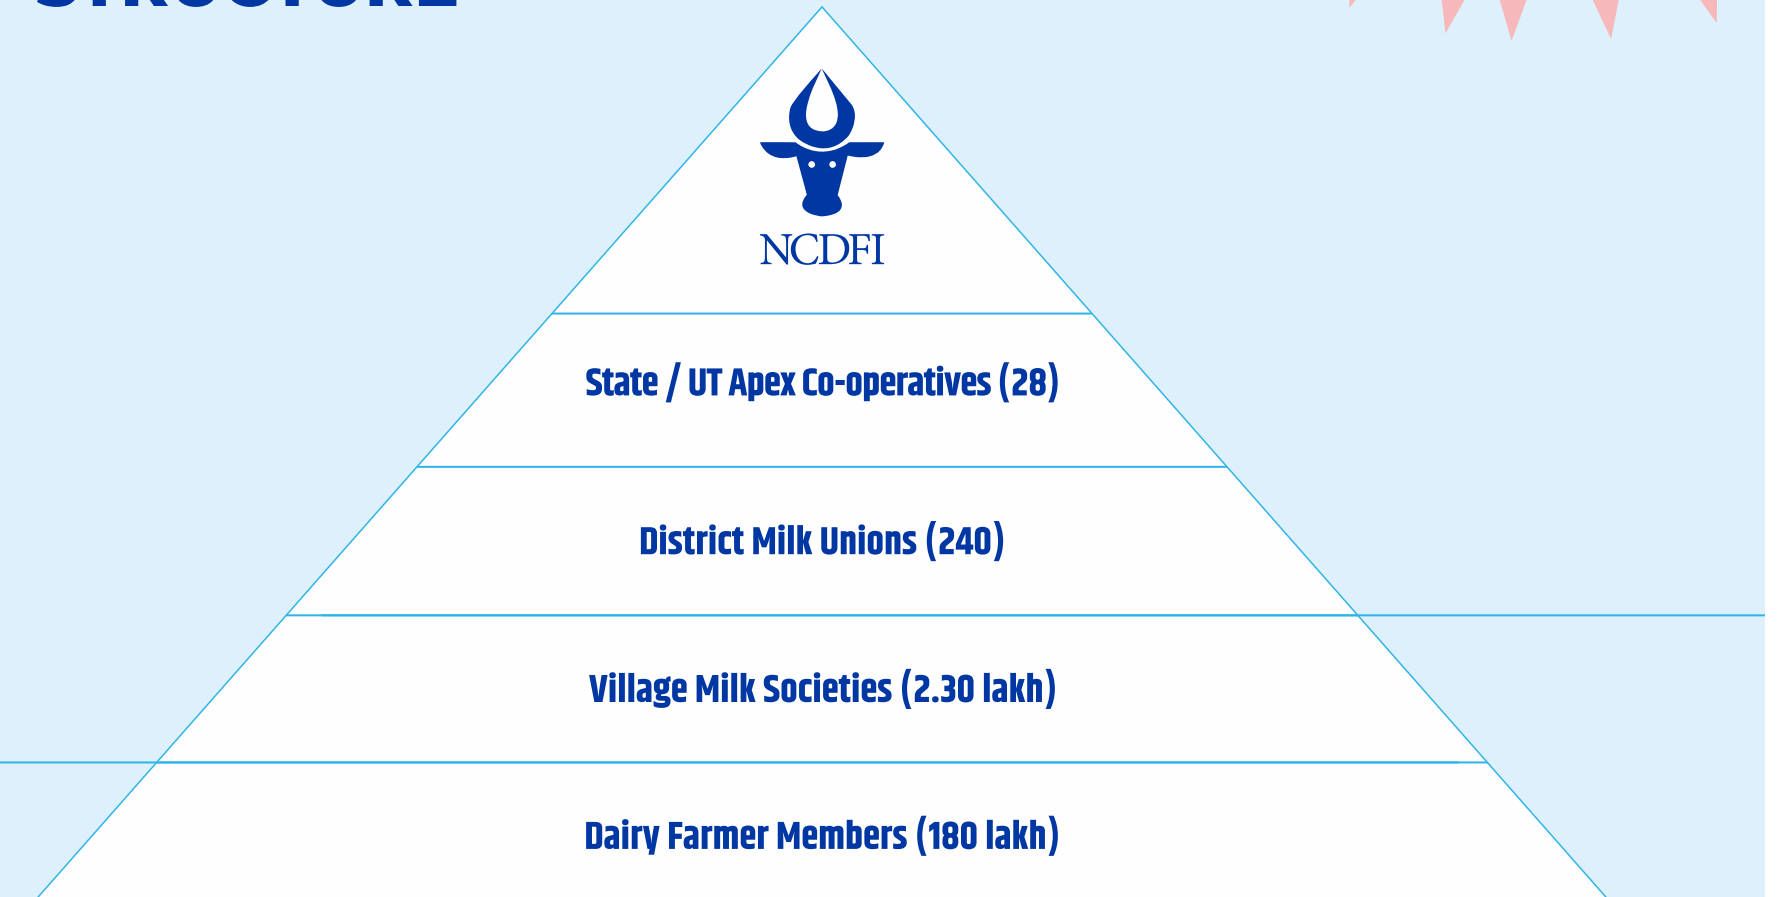 STRUCTURE
NCDFI
State / UT Apex Co-operatives (28)
District Milk Unions (240)
Village Milk Societies (2.30 lakh)
Dairy Farmer Members (180 lakh)